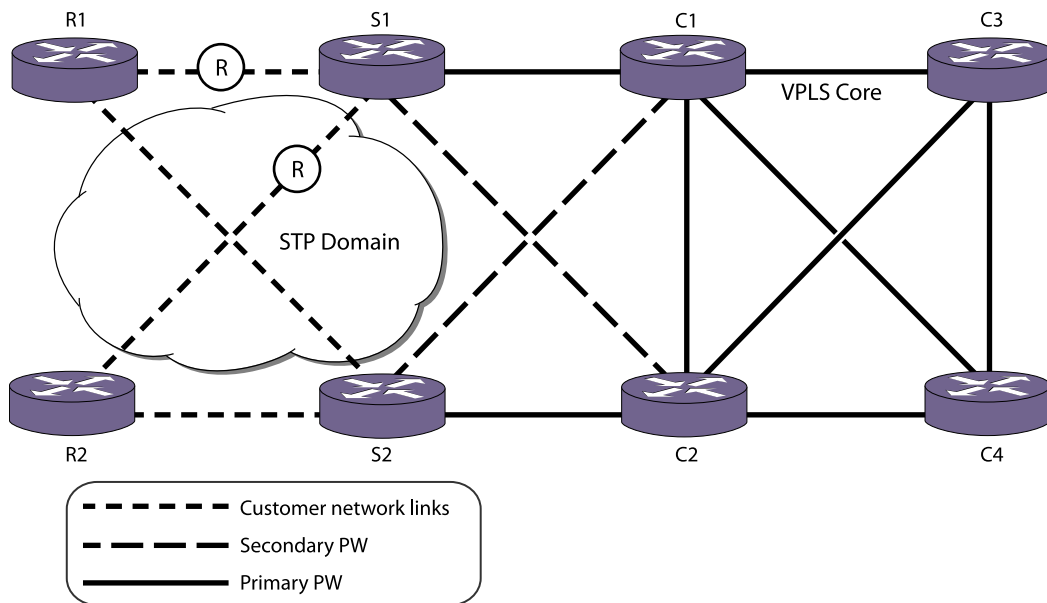 R1
S1
C1
C3
R
VPLS Core
R
STP Domain
R2
S2
C2
C4
Customer network links
Secondary PW
Primary PW